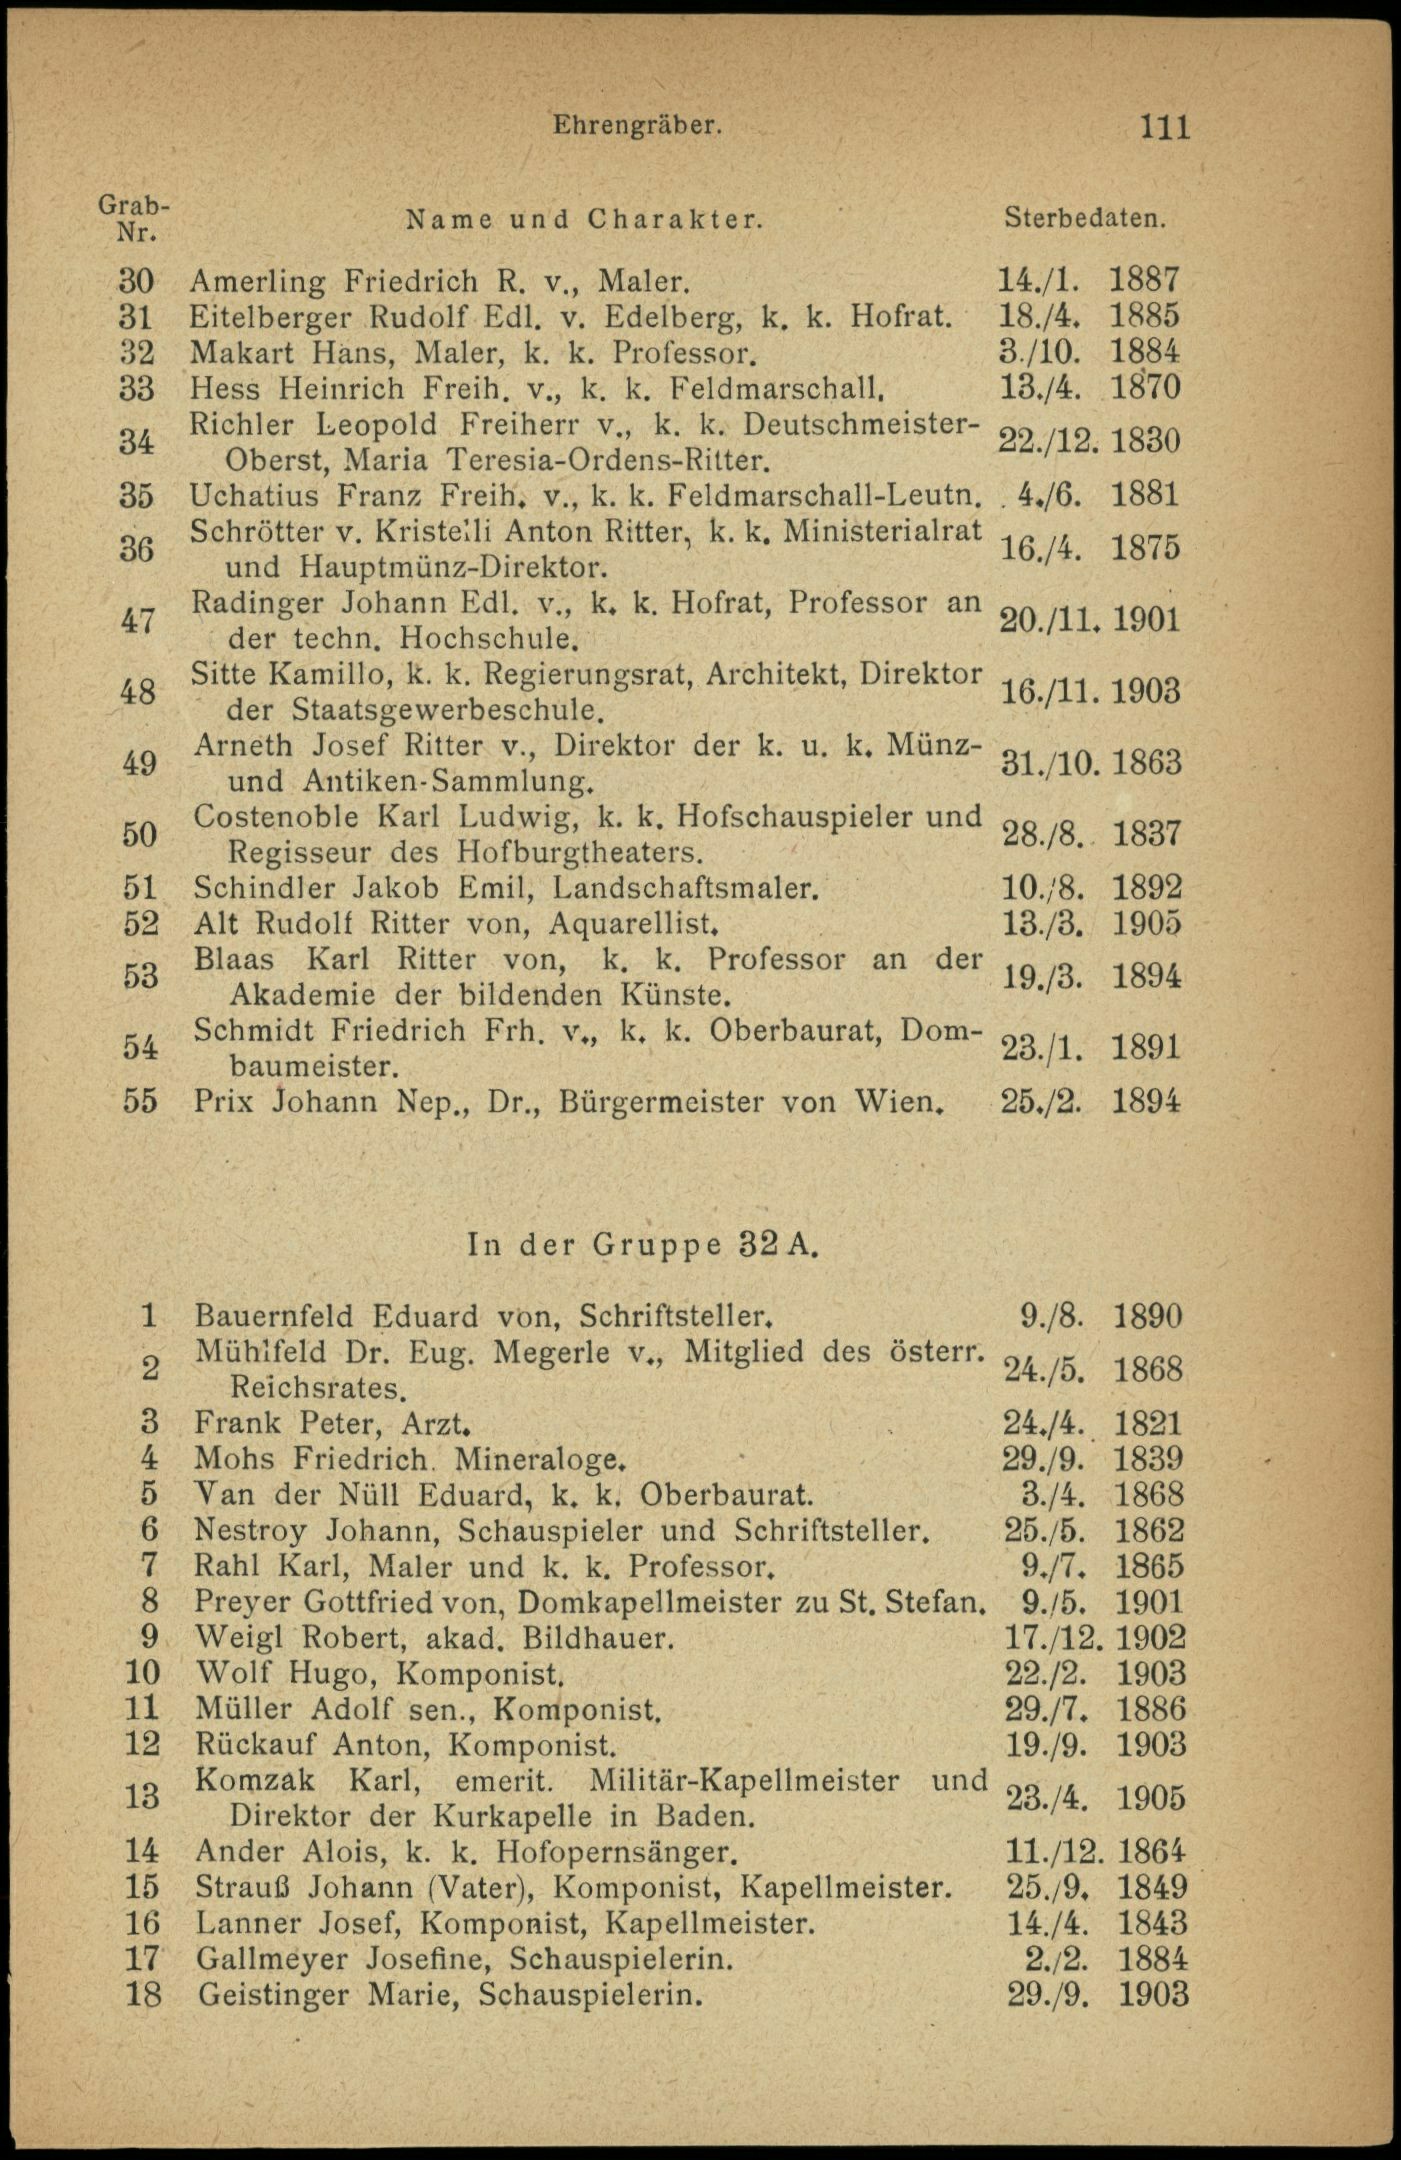 Ehrengräber. 111
Grab-
Nr. Name und Charakter. Sterbedaten.
30 Amerling Friedrich R. v., Maler. 14./1. 1887
31 Eitelberger Rudolf Edl. v. Edelberg, k. k. Hofrat. 18./4. 1885
32 Makart Hans, Maler, k. k. Professor. 3./10. 1884
33 Hess Heinrich Freih. v., k. k. Feldmarschall. 13./4. 1870
34 Richler Leopold Freiherr v., k. k. Deutschmeister-
Oberst, Maria Teresia-Ordens-Ritter. 22./12. 1830
35 Uchatius Franz Freih. v., k. k. Feldmarschall-Leutn. 4./6. 1881
36 Schrötter v. Kristelli Anton Ritter, k. k. Ministerialrat
und Hauptmünz-Direktor. 16./4. 1875
47 Radinger Johann Edl. v., k. k. Hofrat, Professor an
der techn. Hochschule. 20./11. 1901
48 Sitte Kamillo, k. k. Regierungsrat, Architekt, Direktor
der Staatsgewerbeschule. 16./11. 1903
49 Arneth Josef Ritter v., Direktor der k. u. k. Münz-
und Antiken-Sammlung. 31./10. 1863
50 Costenoble Karl Ludwig, k. k. Hofschauspieler und
Regisseur des Hofburgtheaters. 28./8. 1837
51 Schindler Jakob Emil, Landschaftsmaler. 10./8. 1892
52 Alt Rudolf Ritter von, Aquarellist. 13./3. 1905
53 Blaas Karl Ritter von, k. k. Professor an der
Akademie der bildenden Künste. 19./3. 1894
54 Schmidt Friedrich Frh. v., k. k. Oberbaurat, Dom-
baumeister. 23./1. 1891
55 Prix Johann Nep., Dr., Bürgermeister von Wien. 25./2. 1894
In der Gruppe 32 A.
1 Bauernfeld Eduard von, Schriftsteller. 9./8. 1890
2 Mühlfeld Dr. Eug. Megerle v., Mitglied des österr.
Reichsrates. 24./5. 1868
3 Frank Peter, Arzt. 24./4. 1821
4 Mohs Friedrich. Mineraloge. 29./9. 1839
5 Van der Nüll Eduard, k. k. Oberbaurat. 3./4. 1868
6 Nestroy Johann, Schauspieler und Schriftsteller. 25./5. 1862
7 Rahl Karl, Maler und k. k. Professor. 9./7. 1865
8 Preyer Gottfried von, Domkapellmeister zu St. Stefan. 9./5. 1901
9 Weigl Robert, akad. Bildhauer. 17./12. 1902
10 Wolf Hugo, Komponist. 22./2. 1903
11 Müller Adolf sen., Komponist. 29./7. 1886
12 Rückauf Anton, Komponist. 19./9. 1903
13 Komzak Karl, emerit. Militär-Kapellmeister und
Direktor der Kurkapelle in Baden. 23./4. 1905
14 Ander Alois, k. k. Hofopernsänger. 11./12. 1864
15 Strauß Johann (Vater), Komponist, Kapellmeister. 25./9. 1849
16 Lanner Josef, Komponist, Kapellmeister. 14./4. 1843
17 Gallmeyer Josefine, Schauspielerin. 2./2. 1884
18 Geistinger Marie, Schauspielerin. 29./9. 1903